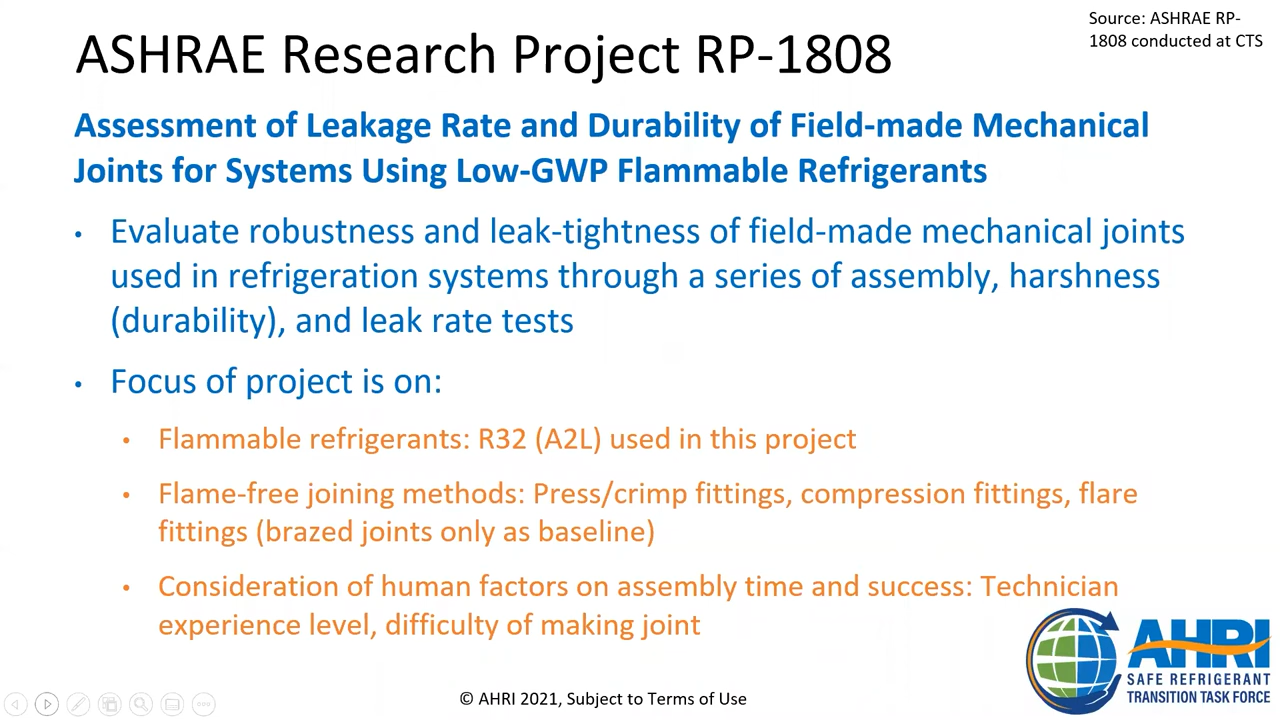 Source: ASHRAE RP-
1808 conducted at CTS
ASHRAE Research Project RP-1808
Assessment of Leakage Rate and Durability of Field-made Mechanical
Joints for Systems Using Low-GWP Flammable Refrigerants
• Evaluate robustness and leak-tightness of field-made mechanical joints
used in refrigeration systems through a series of assembly, harshness
(durability), and leak rate tests
• Focus of project is on:
• Flammable refrigerants: R32 (A2L) used in this project
• Flame-free joining methods: Press/crimp fittings, compression fittings, flare
fittings (brazed joints only as baseline)
• Consideration of human factors on assembly time and success: Technician
experience level, difficulty of making joint
AHRI
SAFE REFRIGERANT
TRANSITION TASK FORCE
© AHRI 2021, Subject to Terms of Use